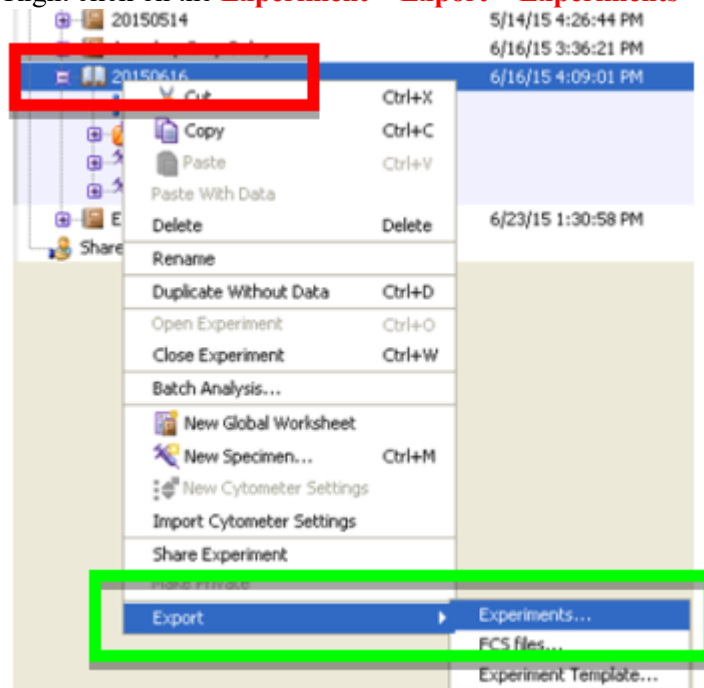 20150514 5/14/15 4:26:44 PM
6/16/15 3:36:21 PM
20150616 6/16/15 4:09:01 PM
Cut Ctrl+X
Copy Ctrl+C
Paste Ctrl+V
Paste With Data
E
Delete Delete 6/23/15 1:30:58 PM
Share
Rename
Duplicate Without Data Ctrl+D
Open Experiment Ctrl+O
Close Experiment Ctrl+W
Batch Analysis...
New Global Worksheet
New Specimen... Ctrl+M
New Cytometer Settings
Import Cytometer Settings
Share Experiment
Make Private
Export Experiments...
FCS files...
Experiment Template...